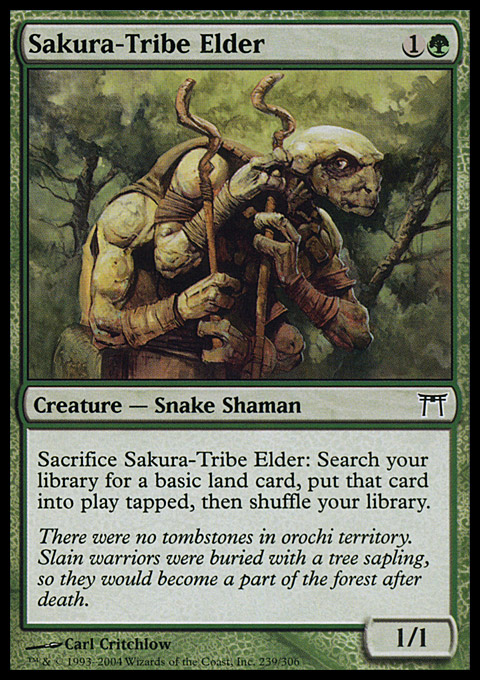 Sakura-Tribe Elder 1
Creature — Snake Shaman
Sacrifice Sakura-Tribe Elder: Search your
library for a basic land card, put that card
into play tapped, then shuffle your library.
There were no tombstones in orochi territory.
Slain warriors were buried with a tree sapling,
so they would become a part of the forest after
death.
1/1
Carl Critchlow
™ & © 1993–2004 Wizards of the Coast, Inc. 239/306